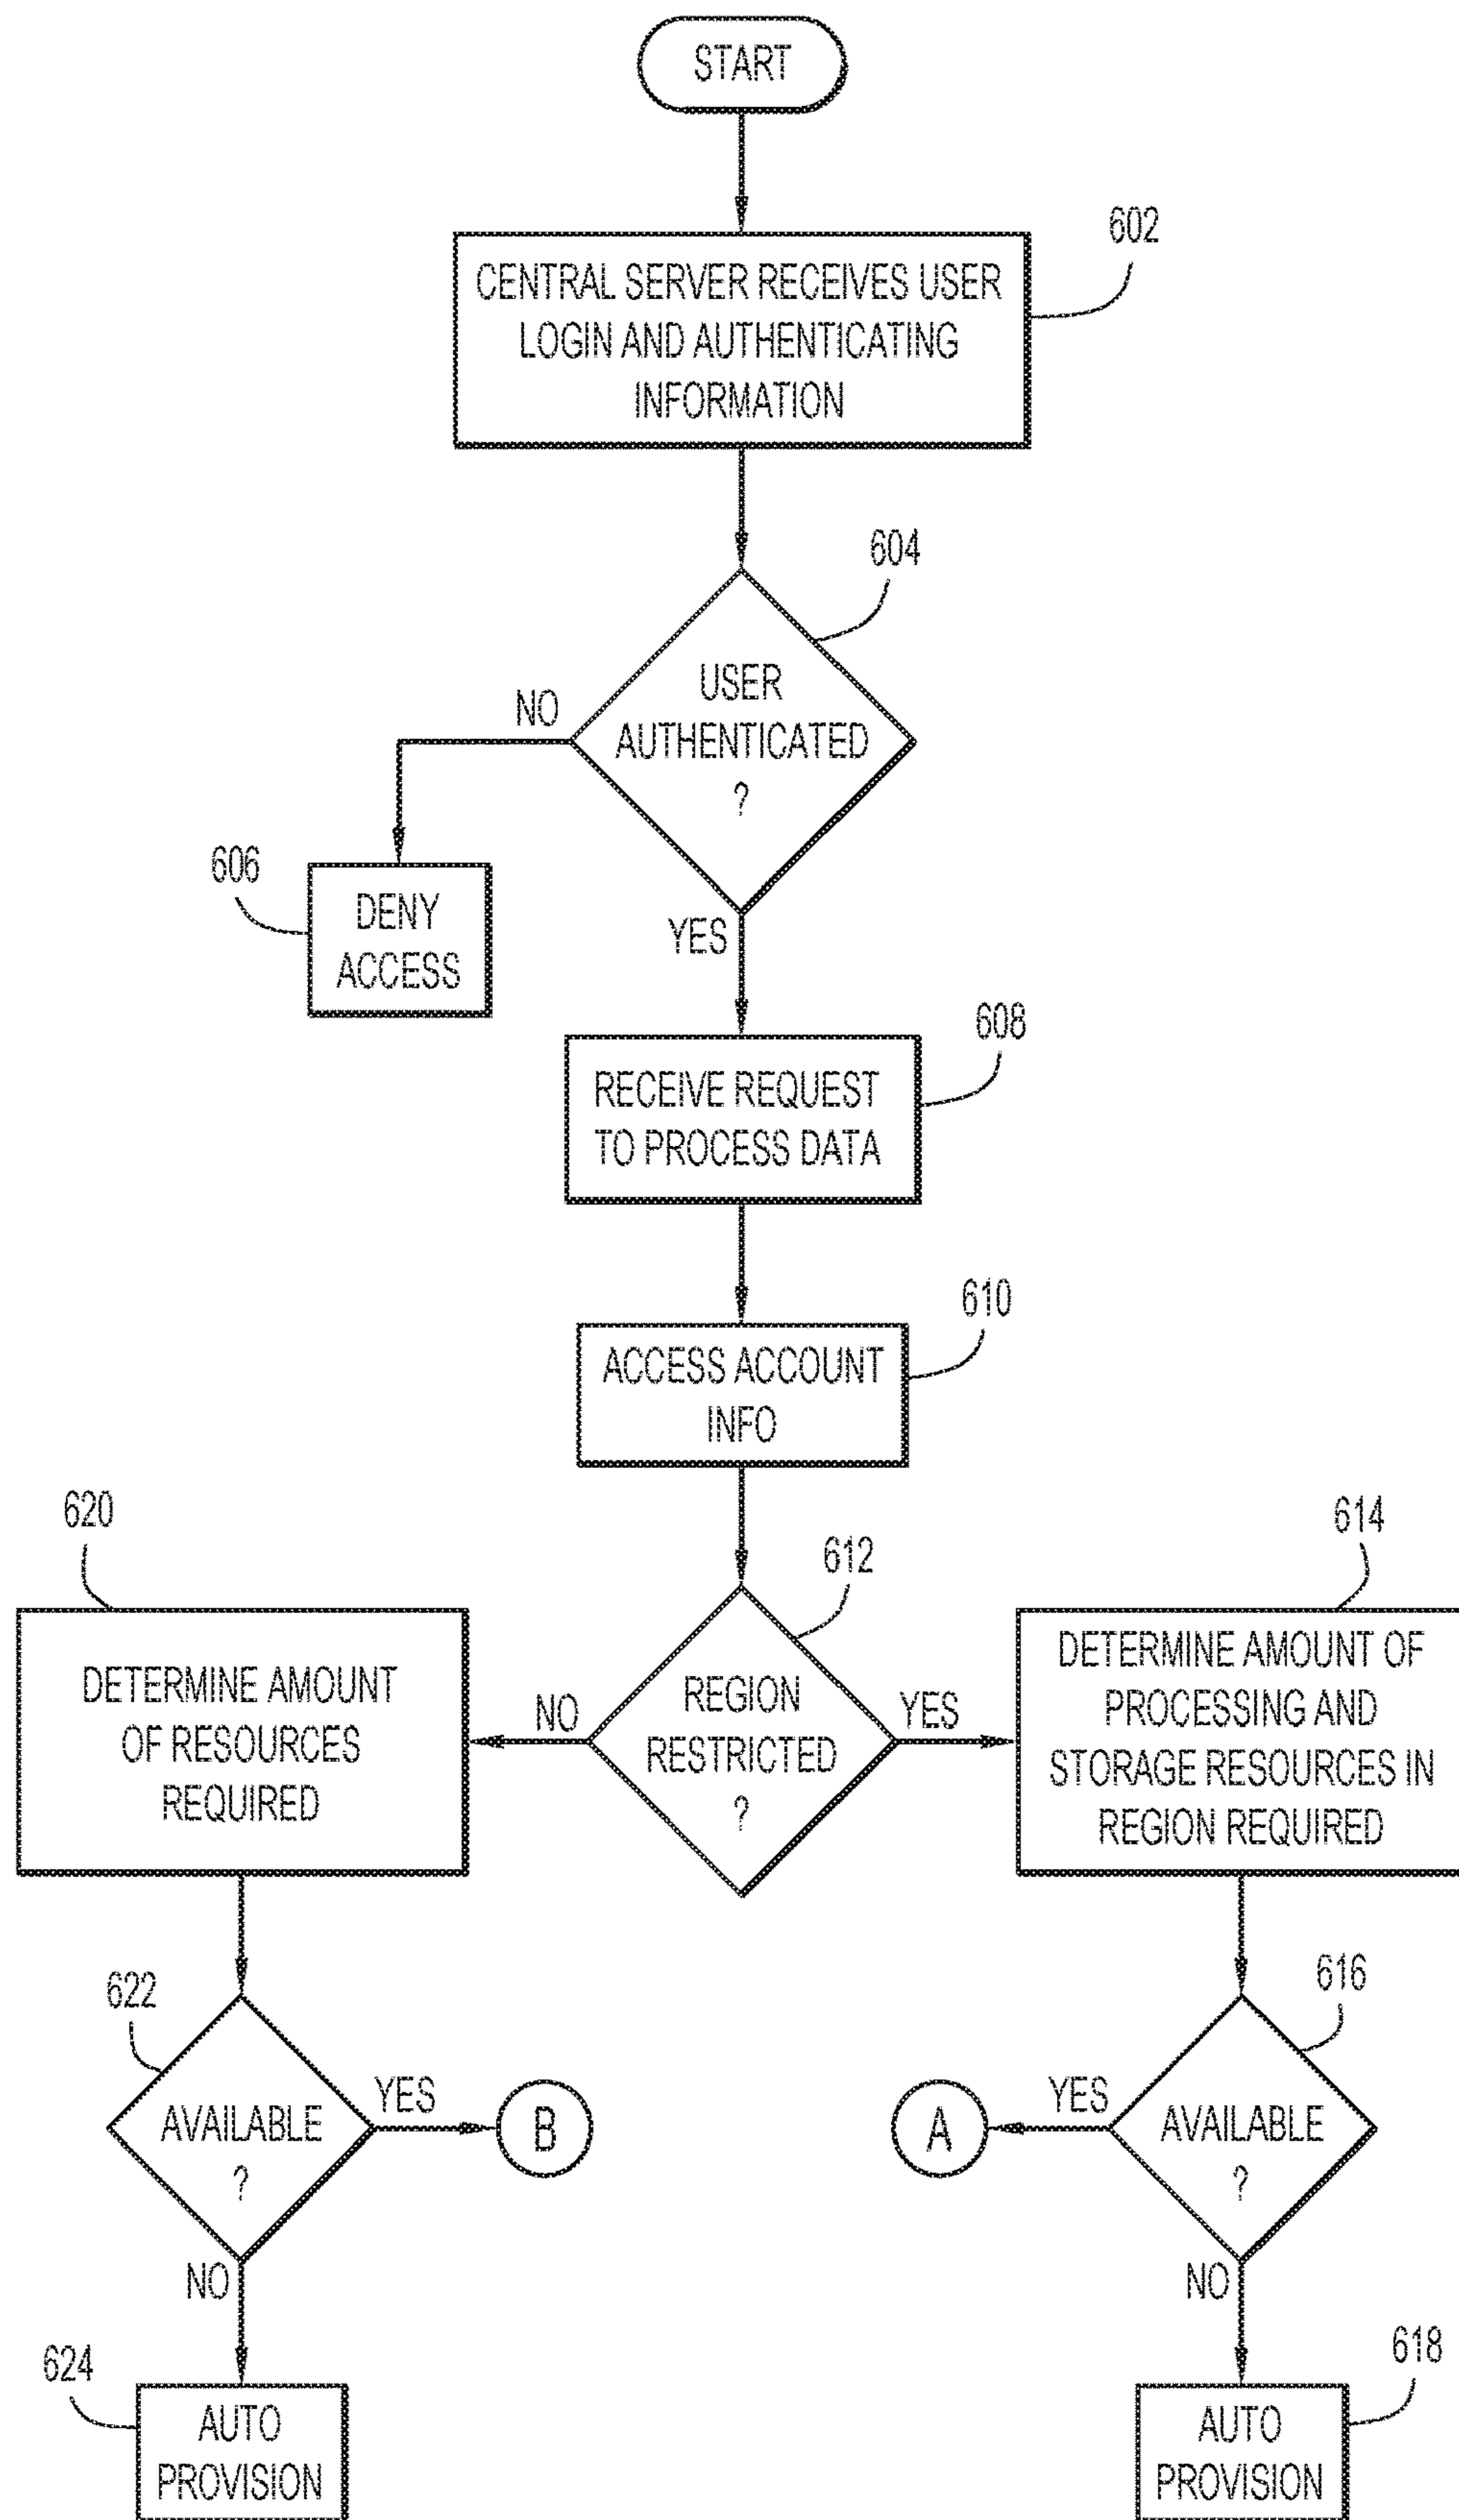 START
602
CENTRAL SERVER RECEIVES USER
LOGIN AND AUTHENTICATING
INFORMATION
604
USER
AUTHENTICATED
?
NO
606
DENY
ACCESS
YES
608
RECEIVE REQUEST
TO PROCESS DATA
610
ACCESS ACCOUNT
INFO
612
REGION
RESTRICTED
?
NO
YES
620
DETERMINE AMOUNT
OF RESOURCES
REQUIRED
614
DETERMINE AMOUNT OF
PROCESSING AND
STORAGE RESOURCES IN
REGION REQUIRED
622
AVAILABLE
?
YES
B
616
AVAILABLE
?
YES
A
NO
624
AUTO
PROVISION
NO
618
AUTO
PROVISION